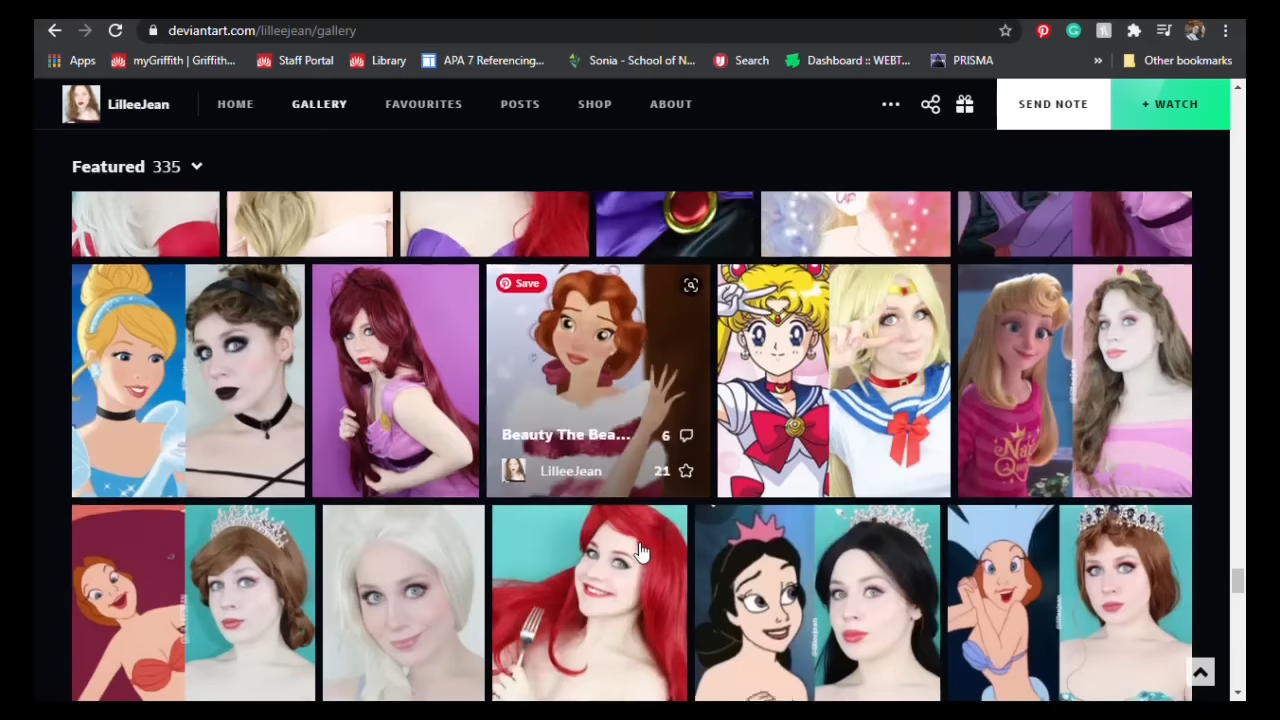 deviantart.com/lilleejean/gallery
Apps myGriffith | Griffith... Staff Portal Library APA 7 Referencing... Sonia - School of N... Search Dashboard :: WEBT... PRISMA » Other bookmarks
LilleeJean HOME GALLERY FAVOURITES POSTS SHOP ABOUT SEND NOTE + WATCH
Featured 335
Save
Beauty The Bea... 6
LilleeJean 21